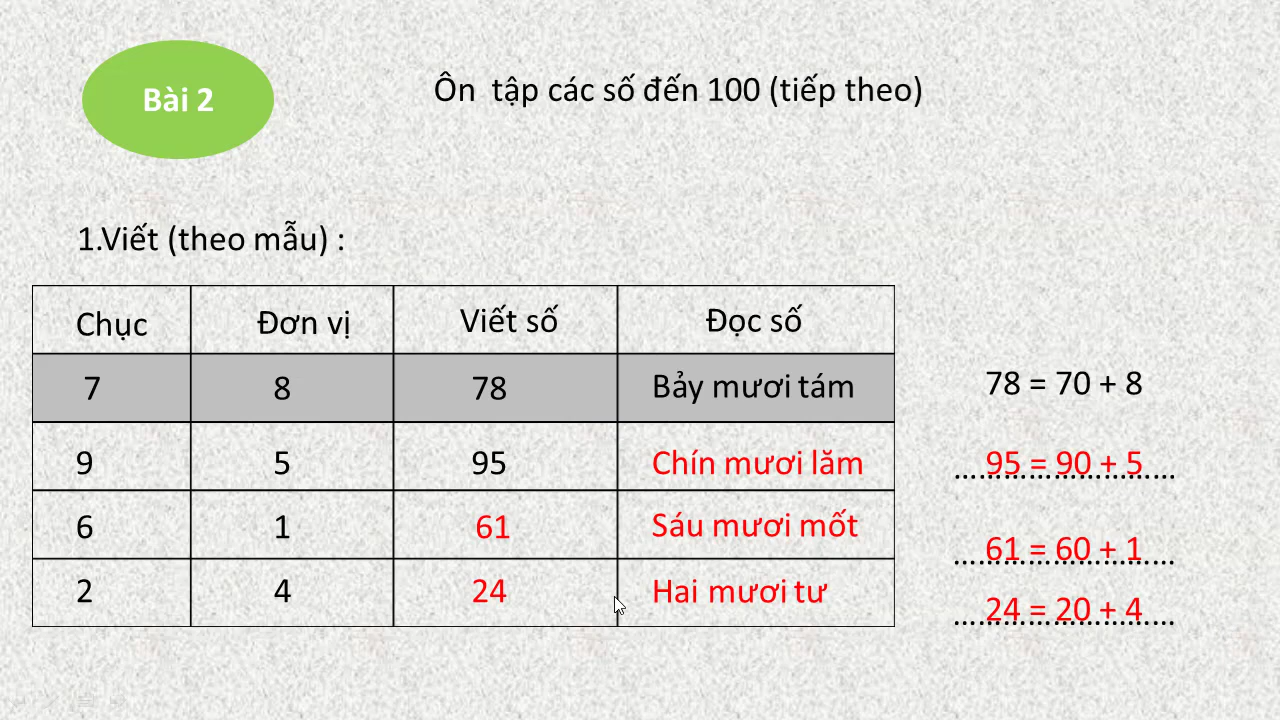 Bài 2
Ôn tập các số đến 100 (tiếp theo)
1.Viết (theo mẫu) :
Chục Đơn vị Viết số Đọc số
7 8 78 Bảy mươi tám 78 = 70 + 8
9 5 95 Chín mươi lăm 95 = 90 + 5
6 1 61 Sáu mươi mốt 61 = 60 + 1
2 4 24 Hai mươi tư 24 = 20 + 4